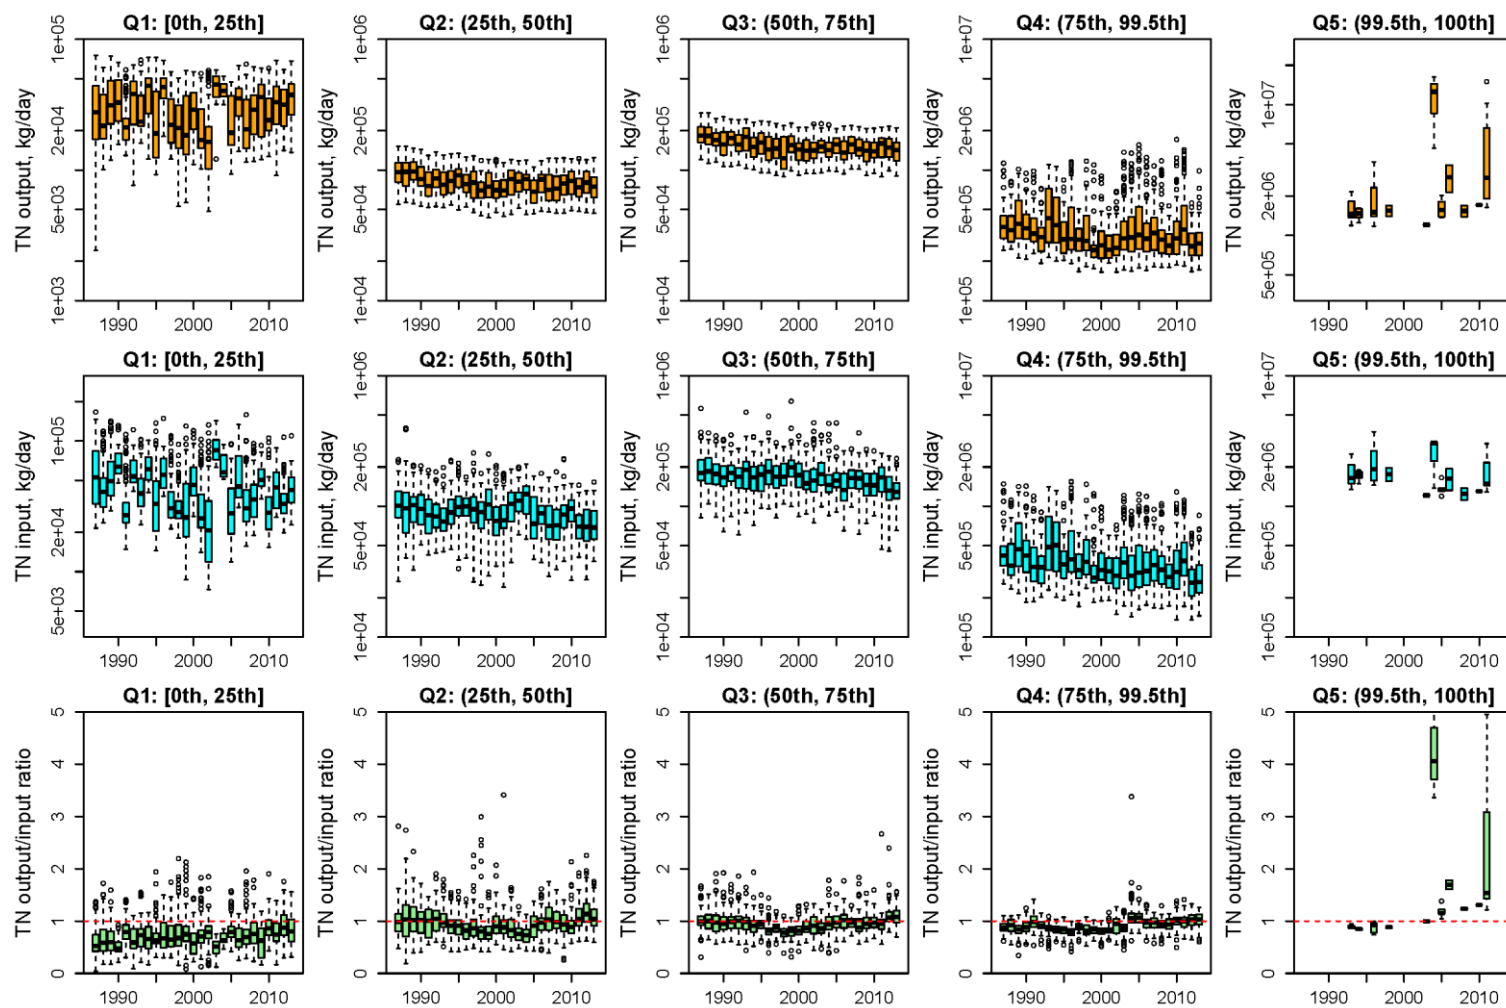 Q1: [0th, 25th]
TN output, kg/day
1e+05
2e+04
5e+03
1e+03
1990 2000 2010
Q2: (25th, 50th]
TN output, kg/day
1e+06
2e+05
5e+04
1e+04
1990 2000 2010
Q3: (50th, 75th]
TN output, kg/day
1e+06
2e+05
5e+04
1e+04
1990 2000 2010
Q4: (75th, 99.5th]
TN output, kg/day
1e+07
2e+06
5e+05
1e+05
1990 2000 2010
Q5: (99.5th, 100th]
TN output, kg/day
1e+07
2e+06
5e+05
1990 2000 2010
Q1: [0th, 25th]
TN input, kg/day
1e+05
2e+04
5e+03
1990 2000 2010
Q2: (25th, 50th]
TN input, kg/day
1e+06
2e+05
5e+04
1e+04
1990 2000 2010
Q3: (50th, 75th]
TN input, kg/day
1e+06
2e+05
5e+04
1e+04
1990 2000 2010
Q4: (75th, 99.5th]
TN input, kg/day
1e+07
2e+06
5e+05
1e+05
1990 2000 2010
Q5: (99.5th, 100th]
TN input, kg/day
1e+07
2e+06
5e+05
1e+05
1990 2000 2010
Q1: [0th, 25th]
TN output/input ratio
5
4
3
2
1
0
1990 2000 2010
Q2: (25th, 50th]
TN output/input ratio
5
4
3
2
1
0
1990 2000 2010
Q3: (50th, 75th]
TN output/input ratio
5
4
3
2
1
0
1990 2000 2010
Q4: (75th, 99.5th]
TN output/input ratio
5
4
3
2
1
0
1990 2000 2010
Q5: (99.5th, 100th]
TN output/input ratio
5
4
3
2
1
0
1990 2000 2010